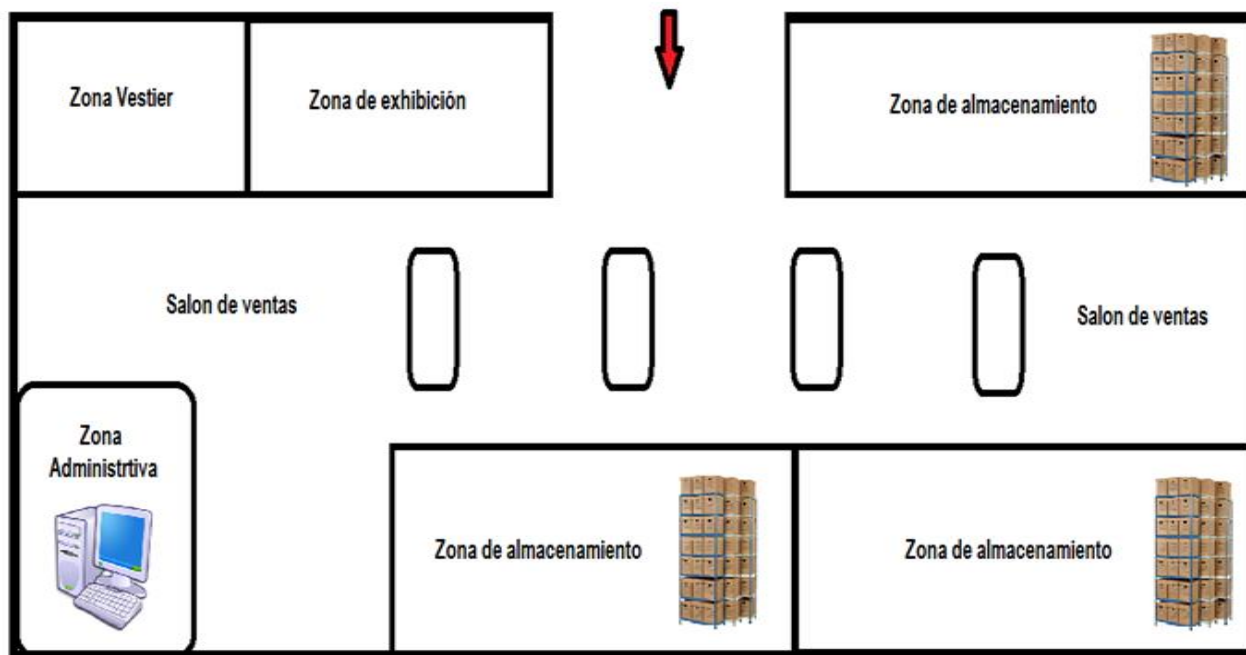 Zona Vestier
Zona de exhibición
Zona de almacenamiento
Salon de ventas
Salon de ventas
Zona
Administrtiva
Zona de almacenamiento
Zona de almacenamiento